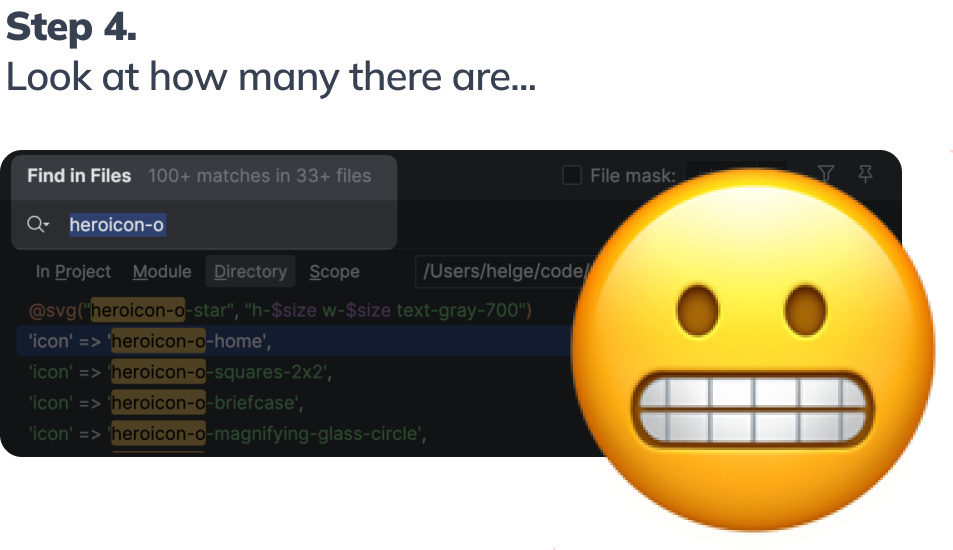 Step 4.
Look at how many there are...
Find in Files 100+ matches in 33+ files
File mask:
heroicon-o
In Project Module Directory Scope /Users/helge/code/
@svg("heroicon-o-star", "h-$size w-$size text-gray-700")
'icon' => 'heroicon-o-home',
'icon' => 'heroicon-o-squares-2x2',
'icon' => 'heroicon-o-briefcase',
'icon' => 'heroicon-o-magnifying-glass-circle',